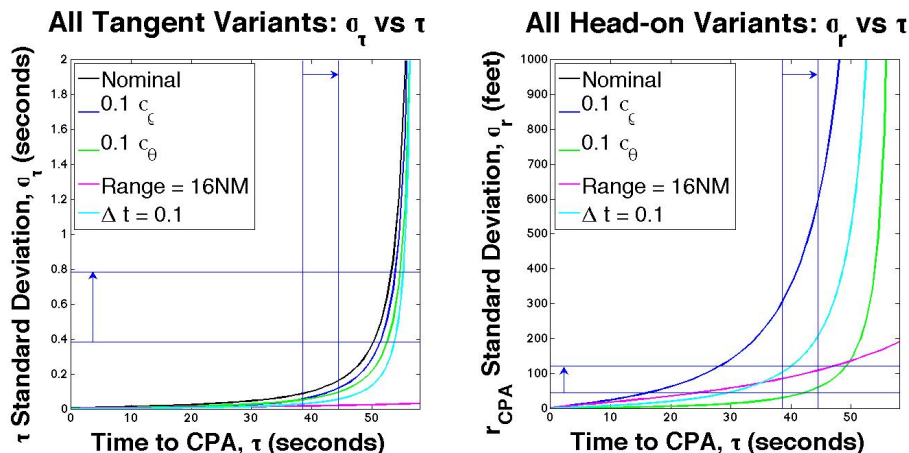 All Tangent Variants: σ_τ vs τ
τ Standard Deviation, σ_τ (seconds)
2
1.8
1.6
1.4
1.2
1
0.8
0.6
0.4
0.2
0
Nominal
0.1 c_ς
0.1 c_θ
Range = 16NM
Δ t = 0.1
0 10 20 30 40 50
Time to CPA, τ (seconds)
All Head-on Variants: σ_r vs τ
r_CPA Standard Deviation, σ_r (feet)
1000
900
800
700
600
500
400
300
200
100
0
Nominal
0.1 c_ς
0.1 c_θ
Range = 16NM
Δ t = 0.1
0 10 20 30 40 50
Time to CPA, τ (seconds)